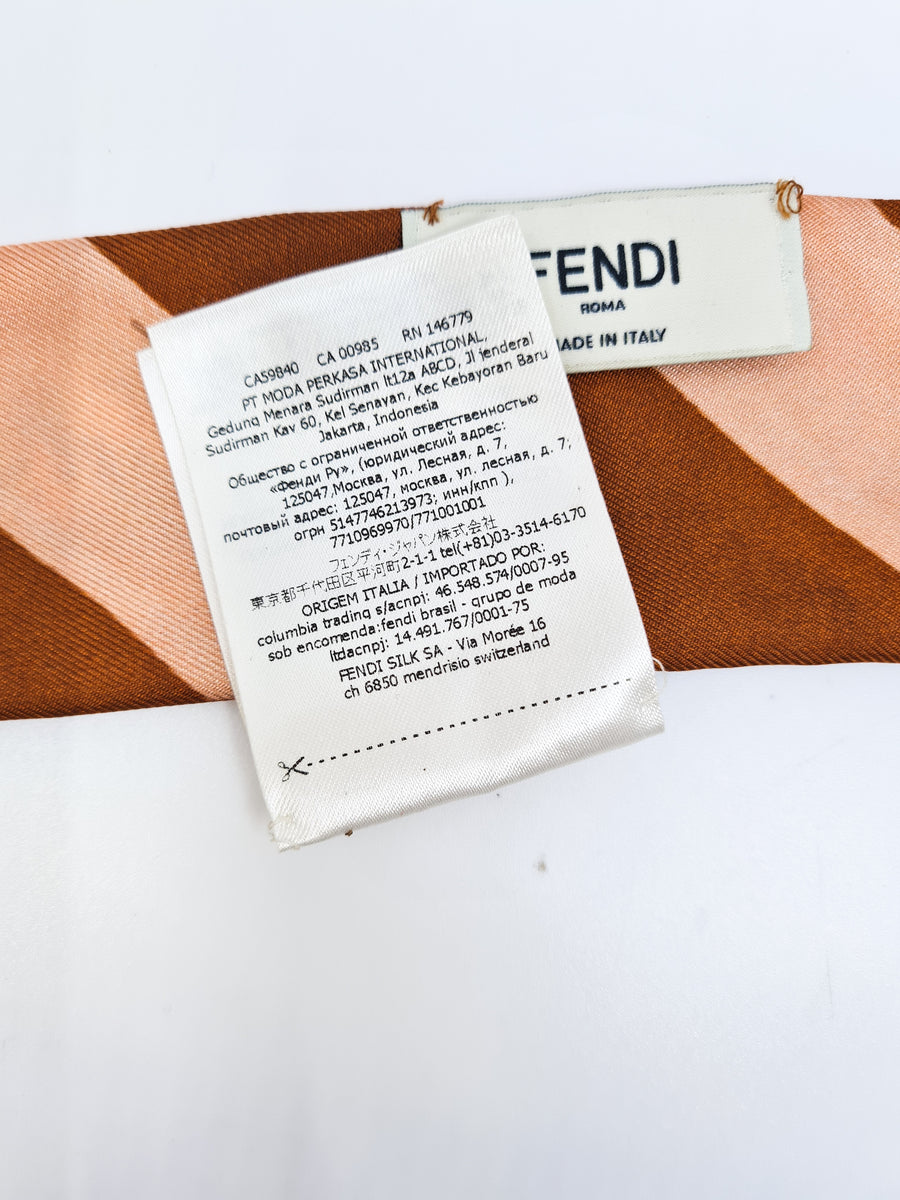 FENDI
ROMA
MADE IN ITALY
CA59840 CA 00985 RN 146779
PT MODA PERKASA INTERNATIONAL,
Gedung Menara Sudirman lt12a ABCD, Jl jenderal
Sudirman Kav 60, Kel Senayan, Kec Kebayoran Baru
Jakarta, Indonesia
Общество с ограниченной ответственностью
«Фенди Ру», (юридический адрес:
125047,Москва, ул. Лесная, д. 7,
почтовый адрес: 125047, москва, ул. лесная, д. 7;
огрн 5147746213973; инн/кпп ),
7710969970/771001001
フェンディ・ジャパン株式会社
東京都千代田区平河町2-1-1 tel(+81)03-3514-6170
ORIGEM ITALIA / IMPORTADO POR:
columbia trading s/acnpj: 46.548.574/0007-95
sob encomenda:fendi brasil - grupo de moda
ltdacnpj: 14.491.767/0001-75
FENDI SILK SA - Via Morée 16
ch 6850 mendrisio switzerland